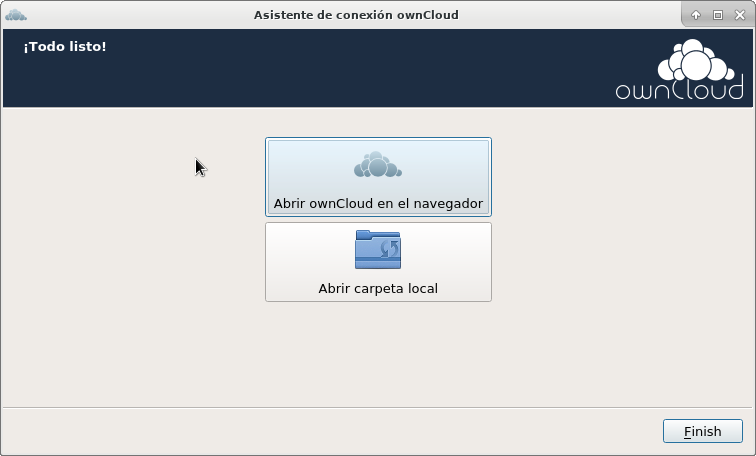 Asistente de conexión ownCloud
¡Todo listo!
ownCloud
Abrir ownCloud en el navegador
Abrir carpeta local
Finish